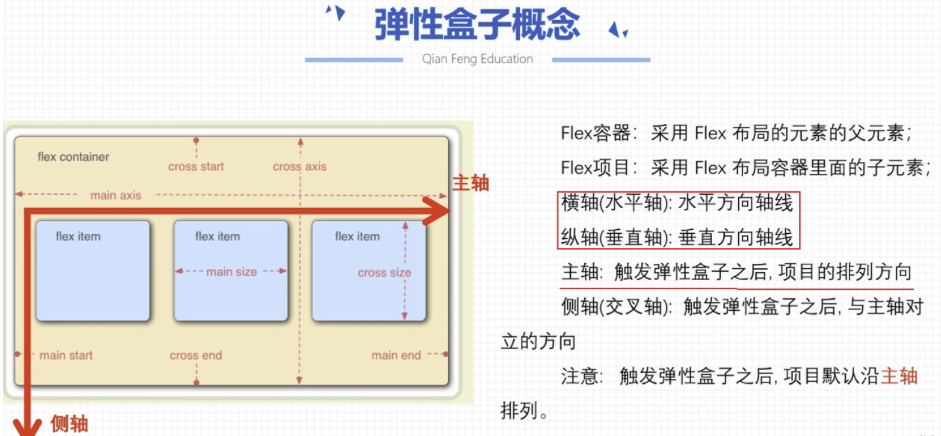 弹性盒子概念
Qian Feng Education
flex container
cross start
cross axis
main axis
主轴
flex item
flex item
flex item
main size
cross size
main start
cross end
main end
侧轴
Flex容器：采用 Flex 布局的元素的父元素；
Flex项目：采用 Flex 布局容器里面的子元素；
横轴(水平轴): 水平方向轴线
纵轴(垂直轴): 垂直方向轴线
主轴：触发弹性盒子之后, 项目的排列方向
侧轴(交叉轴)：触发弹性盒子之后, 与主轴对
立的方向
注意：触发弹性盒子之后, 项目默认沿主轴
排列。